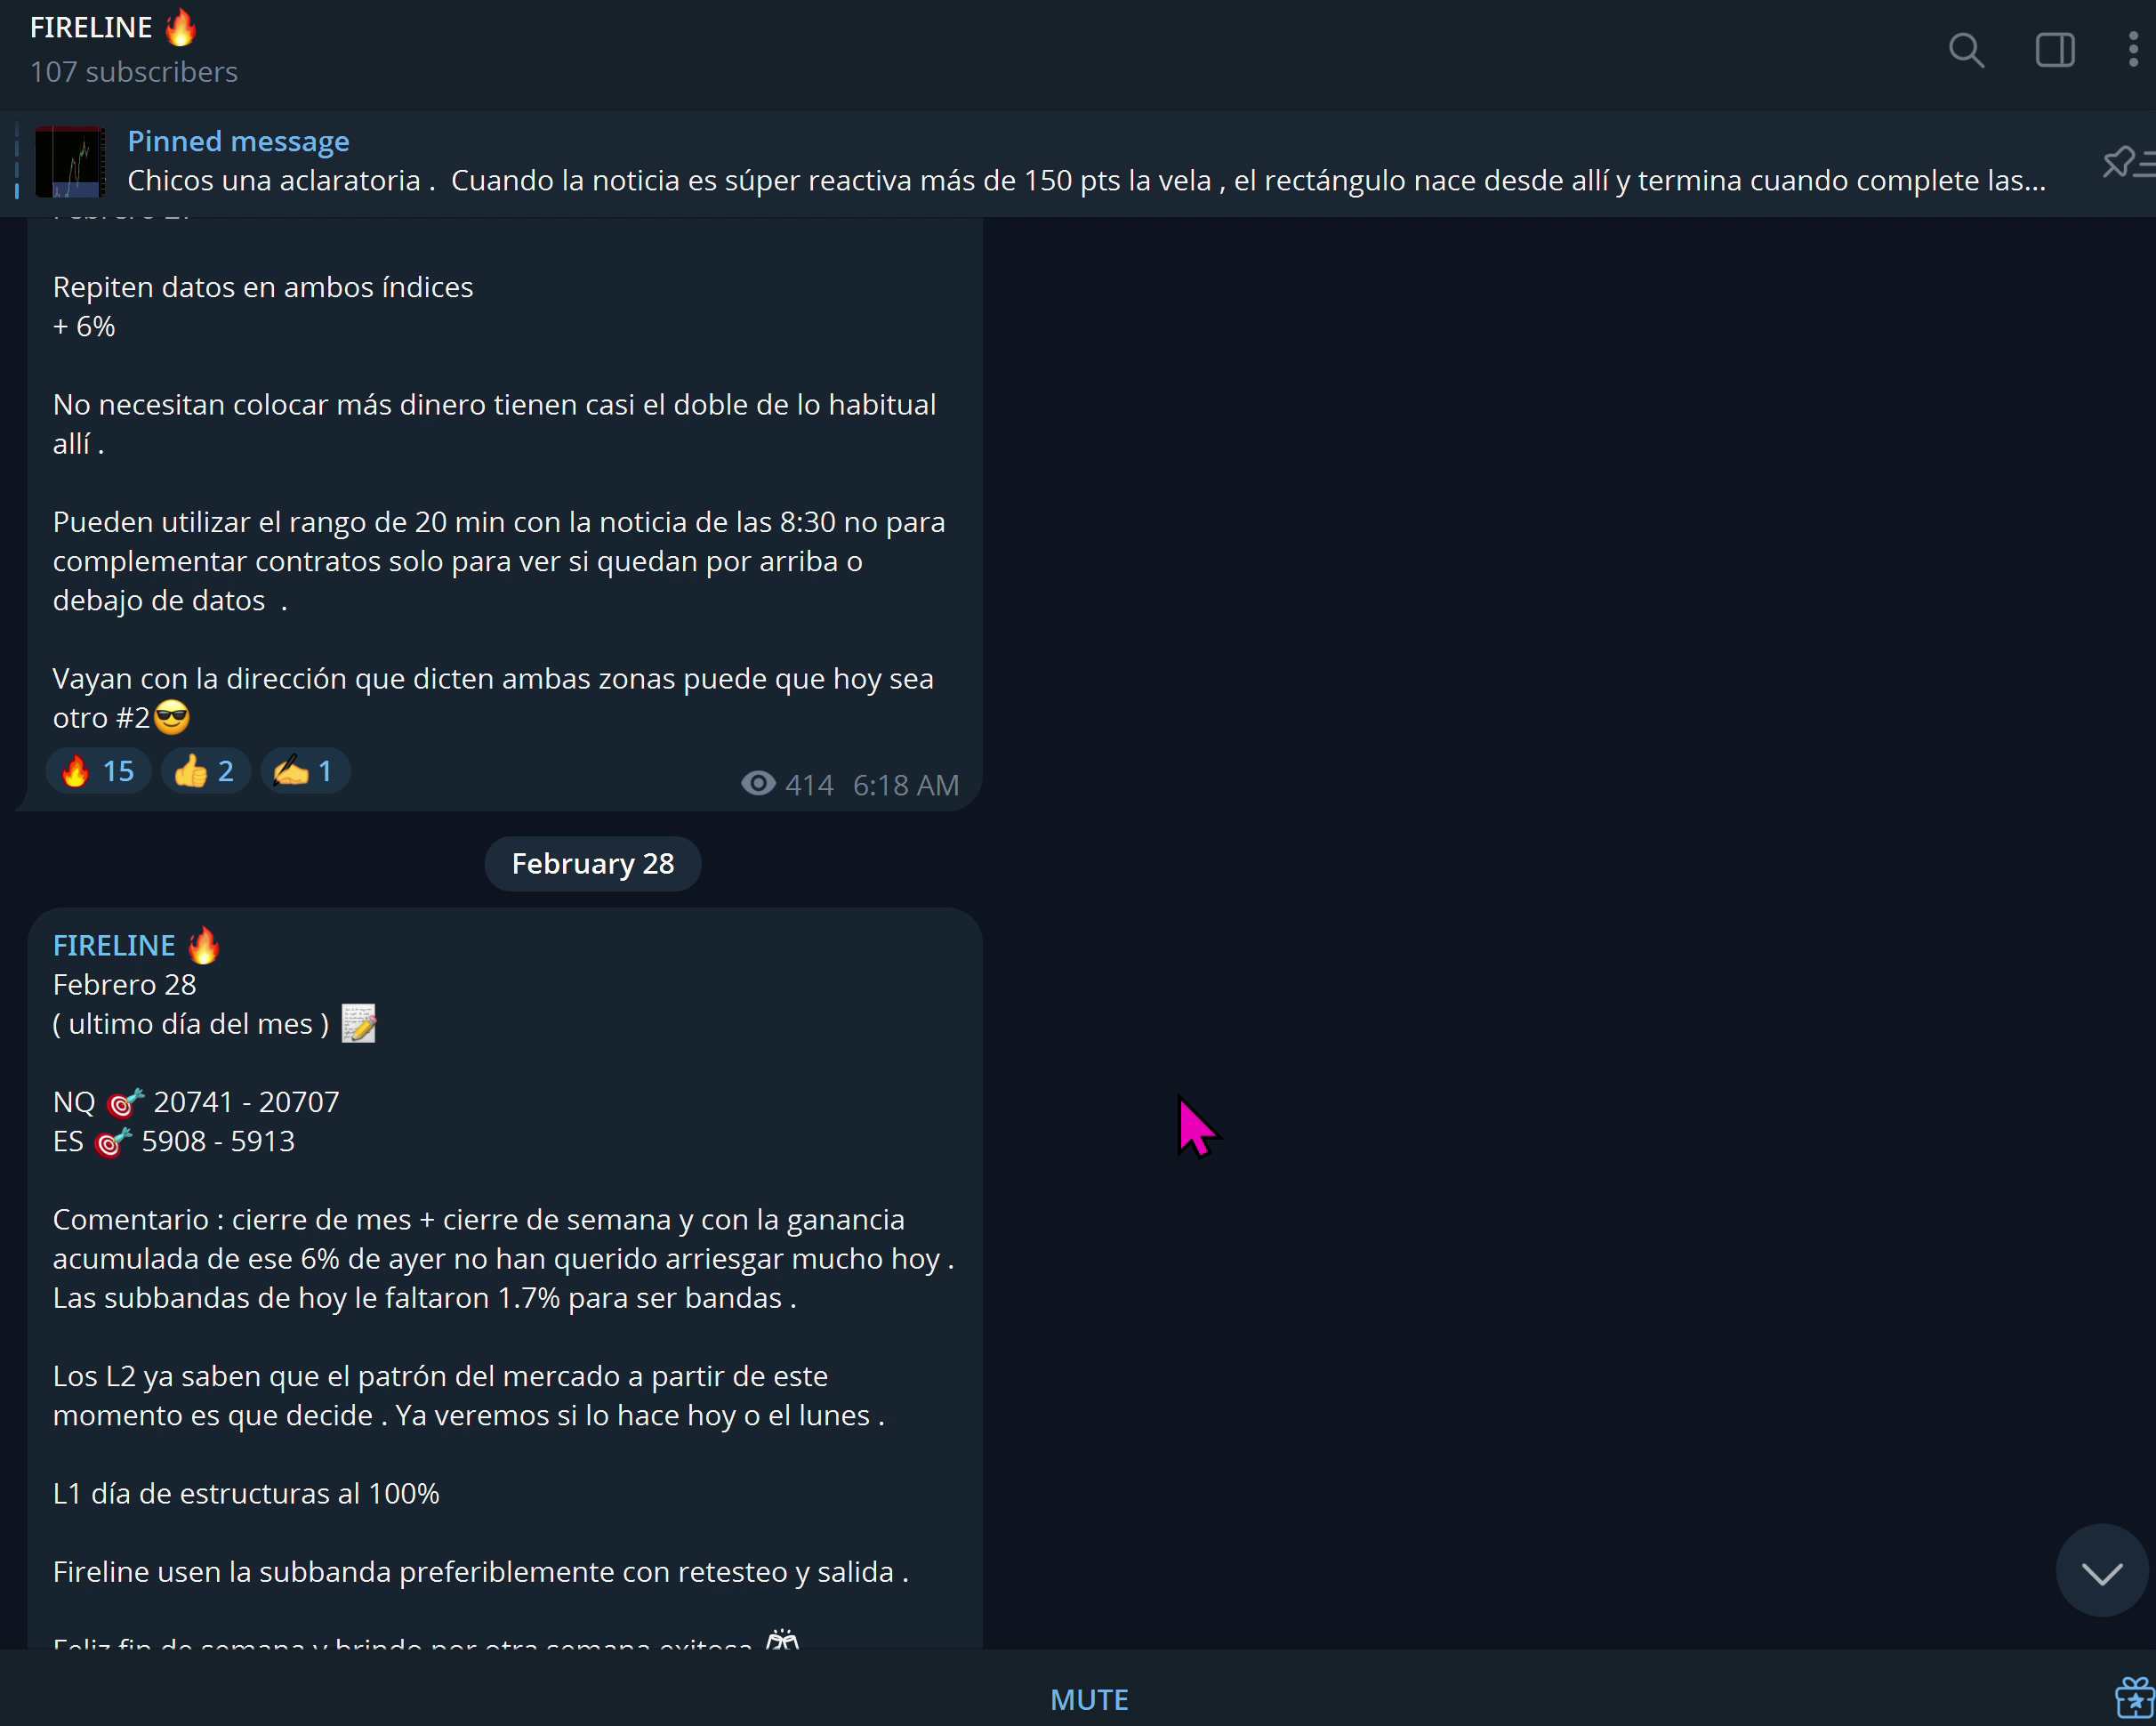 FIRELINE 🔥
107 subscribers
Pinned message
Chicos una aclaratoria .  Cuando la noticia es súper reactiva más de 150 pts la vela , el rectángulo nace desde allí y termina cuando complete las...
Repiten datos en ambos índices
+ 6%
No necesitan colocar más dinero tienen casi el doble de lo habitual
allí .
Pueden utilizar el rango de 20 min con la noticia de las 8:30 no para
complementar contratos solo para ver si quedan por arriba o
debajo de datos  .
Vayan con la dirección que dicten ambas zonas puede que hoy sea
otro #2😎
🔥 15 👍 2 ✍️ 1
414 6:18 AM
February 28
FIRELINE 🔥
Febrero 28
( ultimo día del mes ) 📝
NQ 🎯 20741 - 20707
ES 🎯 5908 - 5913
Comentario : cierre de mes + cierre de semana y con la ganancia
acumulada de ese 6% de ayer no han querido arriesgar mucho hoy .
Las subbandas de hoy le faltaron 1.7% para ser bandas .
Los L2 ya saben que el patrón del mercado a partir de este
momento es que decide . Ya veremos si lo hace hoy o el lunes .
L1 día de estructuras al 100%
Fireline usen la subbanda preferiblemente con retesteo y salida .
Feliz fin de semana y brindo por otra semana exitosa 🥂
MUTE